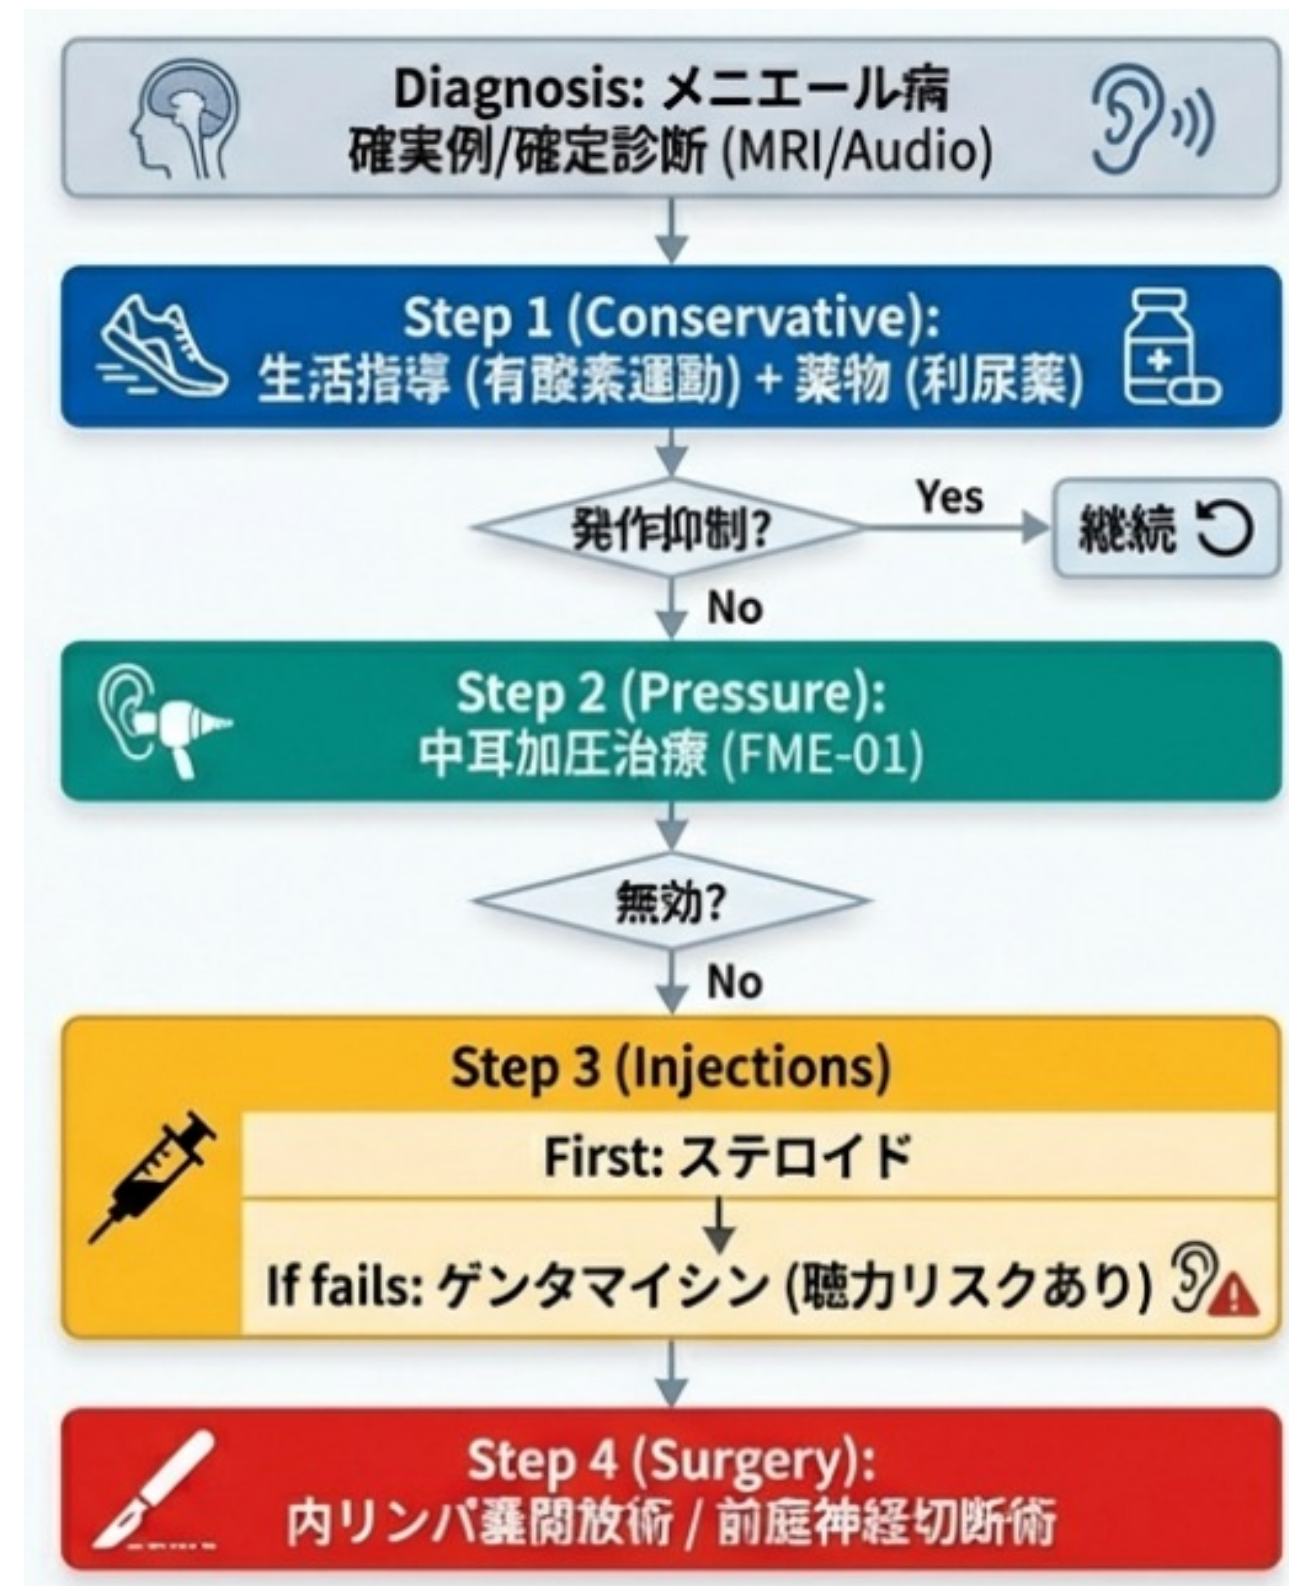 Diagnosis: メニエール病
確実例/確定診断 (MRI/Audio)
Step 1 (Conservative):
生活指導 (有酸素運動) + 薬物 (利尿薬)
発作抑制?
Yes
継続
No
Step 2 (Pressure):
中耳加圧治療 (FME-01)
無効?
No
Step 3 (Injections)
First: ステロイド
If fails: ゲンタマイシン (聴力リスクあり)
Step 4 (Surgery):
内リンパ嚢開放術 / 前庭神経切断術